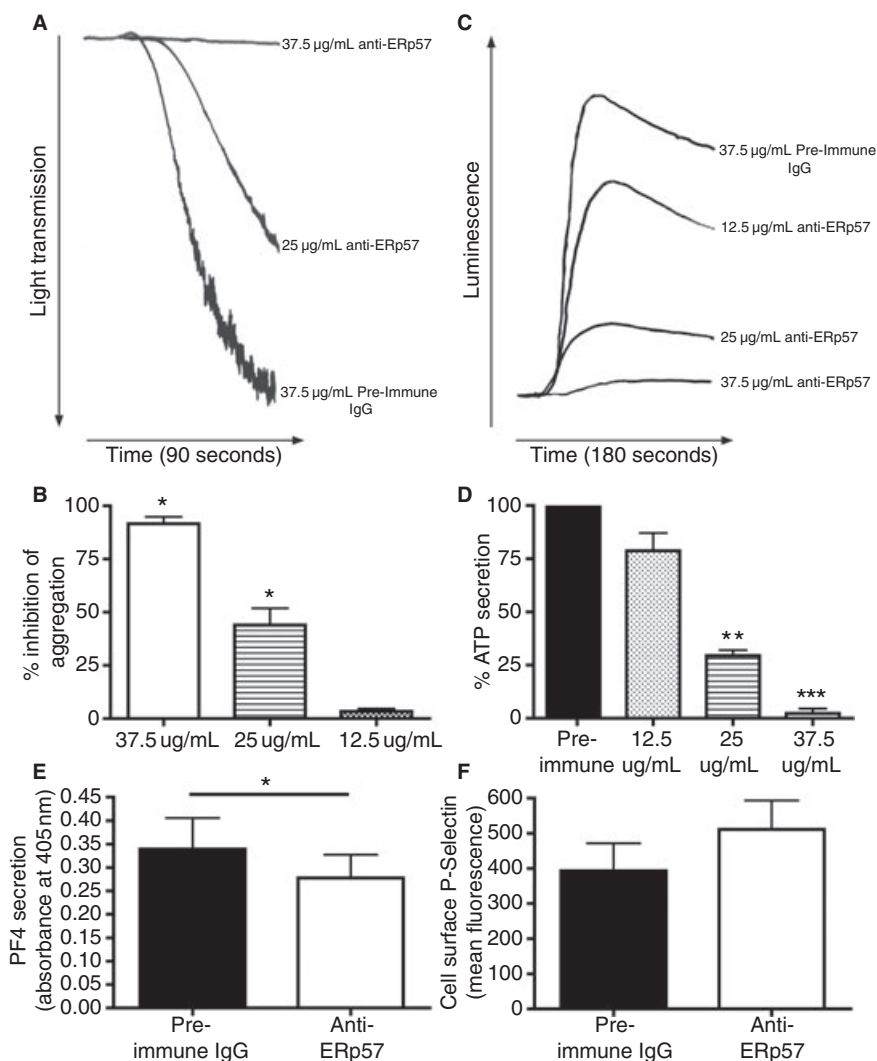 A
37.5 µg/mL anti-ERp57
25 µg/mL anti-ERp57
37.5 µg/mL Pre-Immune
IgG
Light transmission
Time (90 seconds)
C
37.5 µg/mL Pre-Immune
IgG
12.5 µg/mL anti-ERp57
25 µg/mL anti-ERp57
37.5 µg/mL anti-ERp57
Luminescence
Time (180 seconds)
B
% inhibition of
aggregation
100
75
50
25
0
*
*
37.5 ug/mL
25 ug/mL
12.5 ug/mL
D
% ATP secretion
100
75
50
25
0
**
***
Pre-
immune
12.5
ug/mL
25
ug/mL
37.5
ug/mL
E
PF4 secretion
(absorbance at 405nm)
0.45
0.40
0.35
0.30
0.25
0.20
0.15
0.10
0.05
0.00
*
Pre-
immune IgG
Anti-
ERp57
F
Cell surface P-Selectin
(mean fluorescence)
600
500
400
300
200
100
0
Pre-
immune IgG
Anti-
ERp57